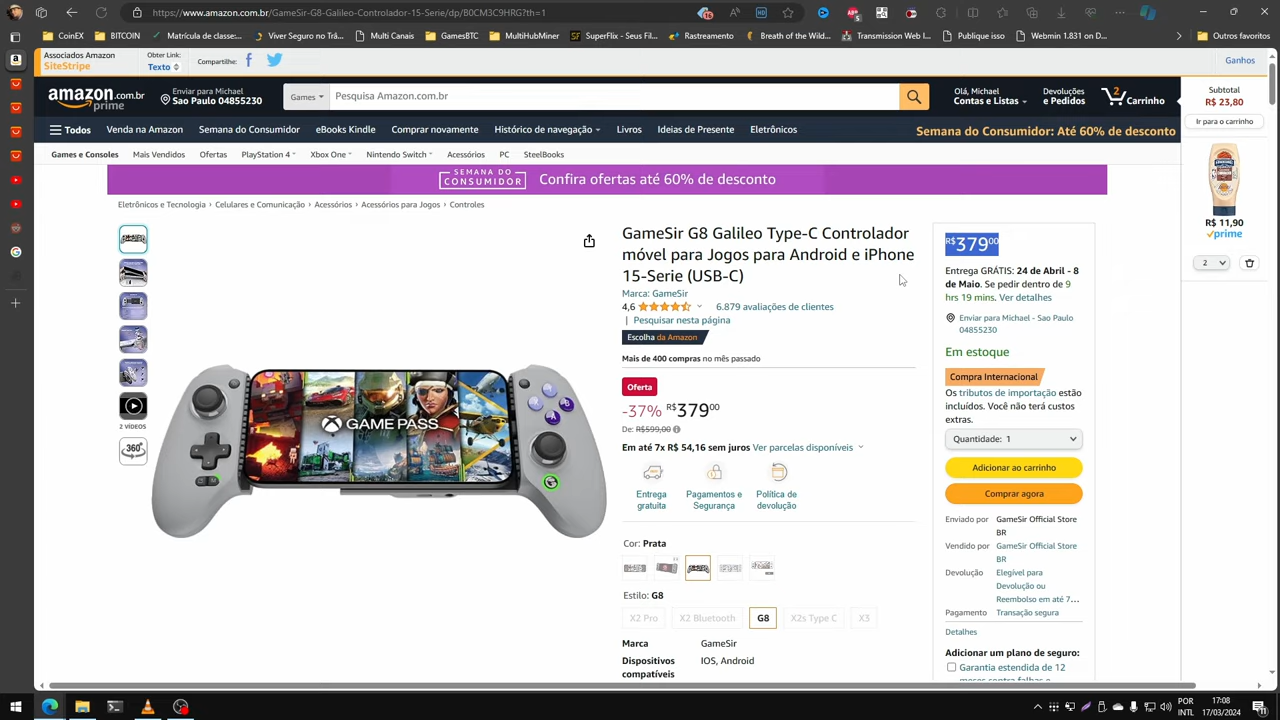 https://www.amazon.com.br/GameSir-G8-Galileo-Type-C/dp/B0CM3C9HRG?th=1
CoinEX
BITCOIN
Matrícula de classe:...
Viver Seguro no Trâ...
Multi Canais
GamesBTC
MultiHubMiner
SuperFlix - Seus Fil...
Rastreamento
Breath of the Wild...
Transmission Web I...
Publique isso
Webmin 1.831 on D...
Outros favoritos
Associados Amazon
SiteStripe
Obter Link:
Texto
Compartilhe:
Ganhos
amazon.com.br
prime
Enviar para Michael
Sao Paulo 04855230
Games
Pesquisa Amazon.com.br
Olá, Michael
Contas e Listas
Devoluções
e Pedidos
2
Carrinho
Subtotal
R$ 23,80
Ir para o carrinho
Todos
Venda na Amazon
Semana do Consumidor
eBooks Kindle
Comprar novamente
Histórico de navegação
Livros
Ideias de Presente
Eletrônicos
Semana do Consumidor: Até 60% de desconto
Games e Consoles
Mais Vendidos
Ofertas
PlayStation 4
Xbox One
Nintendo Switch
Acessórios
PC
SteelBooks
SEMANA DO
CONSUMIDOR
Confira ofertas até 60% de desconto
R$ 11,90
prime
2
Eletrônicos e Tecnologia › Celulares e Comunicação › Acessórios › Acessórios para Jogos › Controles
2 VÍDEOS
360°
XBOX GAME PASS
Y
B
X
A
GameSir G8 Galileo Type-C Controlador
móvel para Jogos para Android e iPhone
15-Serie (USB-C)
Marca: GameSir
4,6
6.879 avaliações de clientes
| Pesquisar nesta página
Escolha da Amazon
Mais de 400 compras no mês passado
Oferta
-37% R$37900
De: R$599,00
Em até 7x R$ 54,16 sem juros Ver parcelas disponíveis
Entrega
gratuita
Pagamentos e
Segurança
Política de
devolução
Cor: Prata
Estilo: G8
X2 Pro
X2 Bluetooth
G8
X2s Type C
X3
Marca
GameSir
Dispositivos
compatíveis
IOS, Android
R$37900
Entrega GRÁTIS: 24 de Abril - 8
de Maio. Se pedir dentro de 9
hrs 19 mins. Ver detalhes
Enviar para Michael - Sao Paulo
04855230
Em estoque
Compra Internacional
Os tributos de importação estão
incluídos. Você não terá custos
extras.
Quantidade: 1
Adicionar ao carrinho
Comprar agora
Enviado por
GameSir Official Store
BR
Vendido por
GameSir Official Store
BR
Devolução
Elegível para
Devolução ou
Reembolso em até 7…
Pagamento
Transação segura
Detalhes
Adicionar um plano de seguro:
Garantia estendida de 12
meses contra falhas e
POR
INTL
17:08
17/03/2024